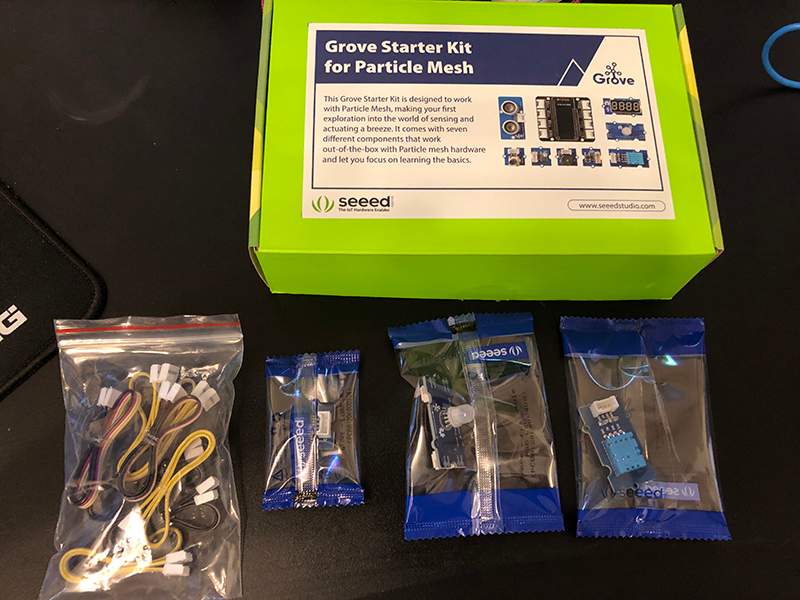 Grove Starter Kit
for Particle Mesh
Grove
This Grove Starter Kit is designed to work
with Particle Mesh, making your first
exploration into the world of sensing and
actuating a breeze. It comes with seven
different components that work
out-of-the-box with Particle mesh hardware
and let you focus on learning the basics.
8888
seeed
The IoT Hardware Enabler
www.seeedstudio.com
G
seeed
seeed
seeed
seeed